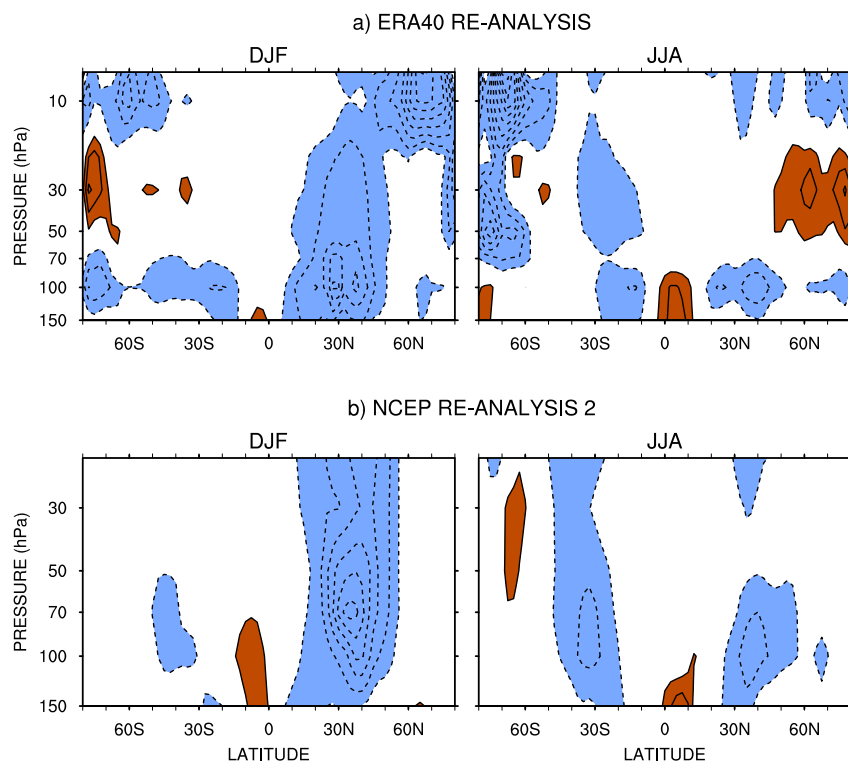 a) ERA40 RE-ANALYSIS
DJF JJA
PRESSURE (hPa)
10
30
50
100
150
60S 30S 0 30N 60N 60S 30S 0 30N 60N
b) NCEP RE-ANALYSIS 2
DJF JJA
PRESSURE (hPa)
30
50
70
100
150
60S 30S 0 30N 60N 60S 30S 0 30N 60N
LATITUDE LATITUDE